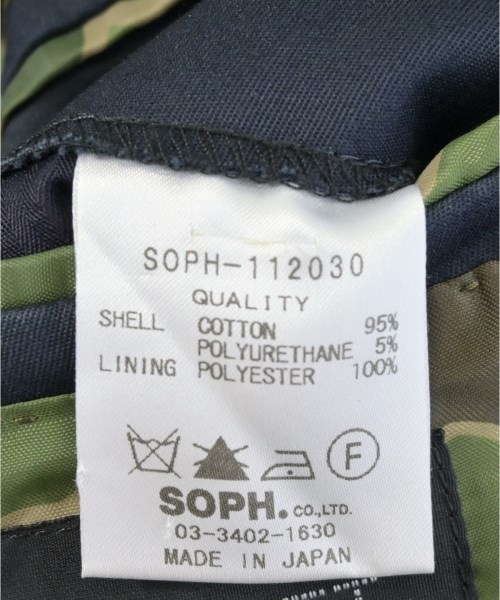 SOPH-112030
QUALITY
SHELL COTTON 95%
POLYURETHANE 5%
LINING POLYESTER 100%
F
SOPH. CO.,LTD.
03-3402-1630
MADE IN JAPAN